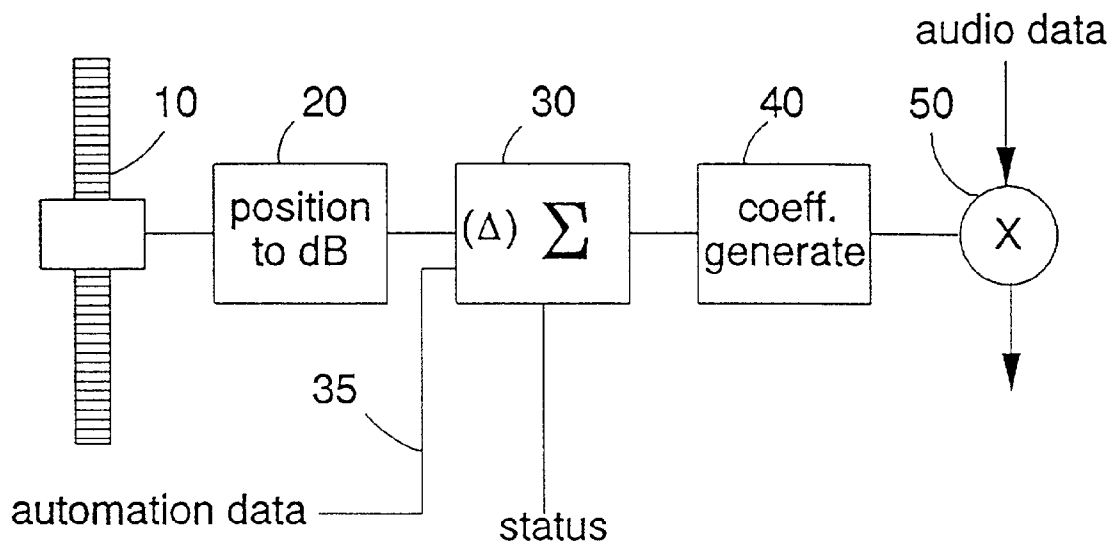 audio data
10
20
30
40
50
position
to dB
(Δ) Σ
coeff.
generate
X
35
automation data
status